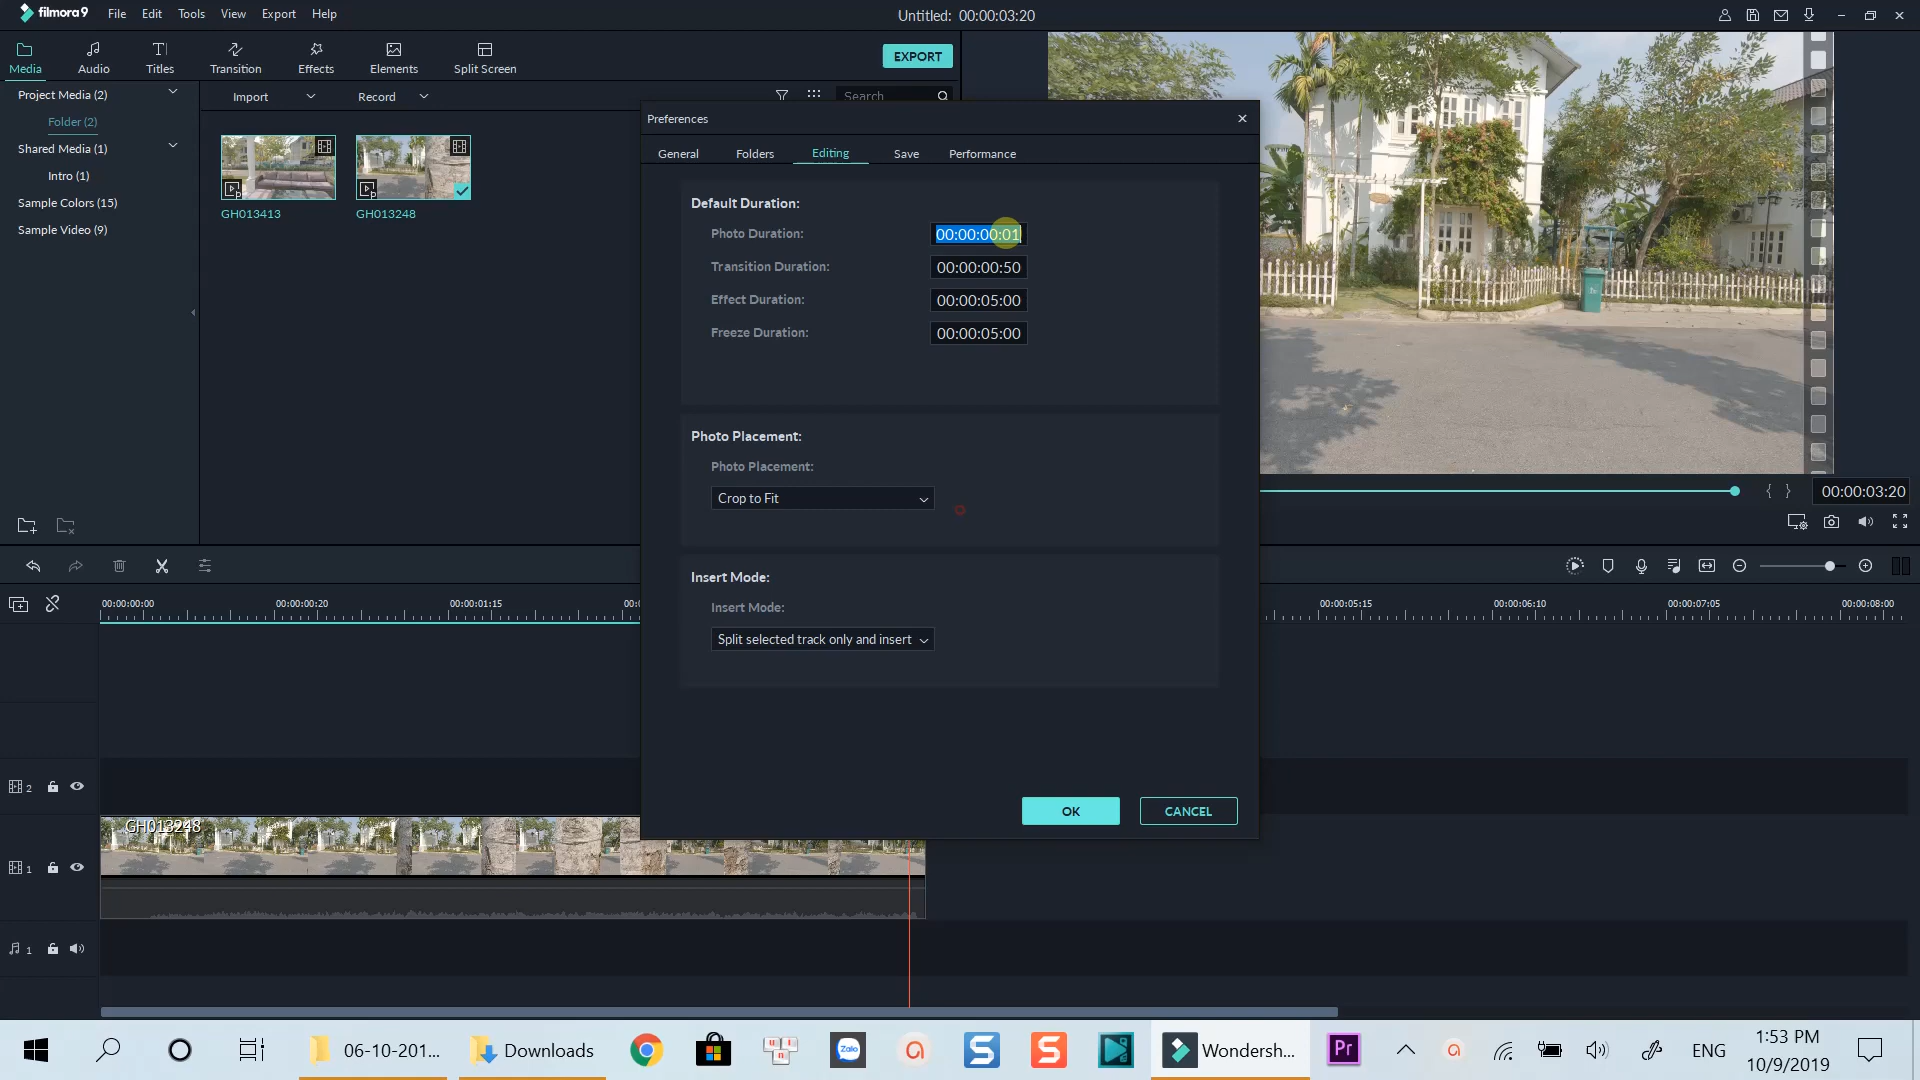 filmora9 File Edit Tools View Export Help
Untitled: 00:00:03:20
Media Audio Titles Transition Effects Elements Split Screen
EXPORT
Project Media (2)
Folder (2)
Shared Media (1)
Intro (1)
Sample Colors (15)
Sample Video (9)
Import Record Search
GH013413 GH013248
Preferences
General Folders Editing Save Performance
Default Duration:
Photo Duration: 00:00:00:01
Transition Duration: 00:00:00:50
Effect Duration: 00:00:05:00
Freeze Duration: 00:00:05:00
Photo Placement:
Photo Placement:
Crop to Fit
Insert Mode:
Insert Mode:
Split selected track only and insert
OK CANCEL
{ } 00:00:03:20
00:00:00:00 00:00:00:20 00:00:01:15 00:00:05:15 00:00:06:10 00:00:07:05 00:00:08:00
2
GH013248
1
1
06-10-201... Downloads Zalo Wondersh... Pr ENG
1:53 PM
10/9/2019